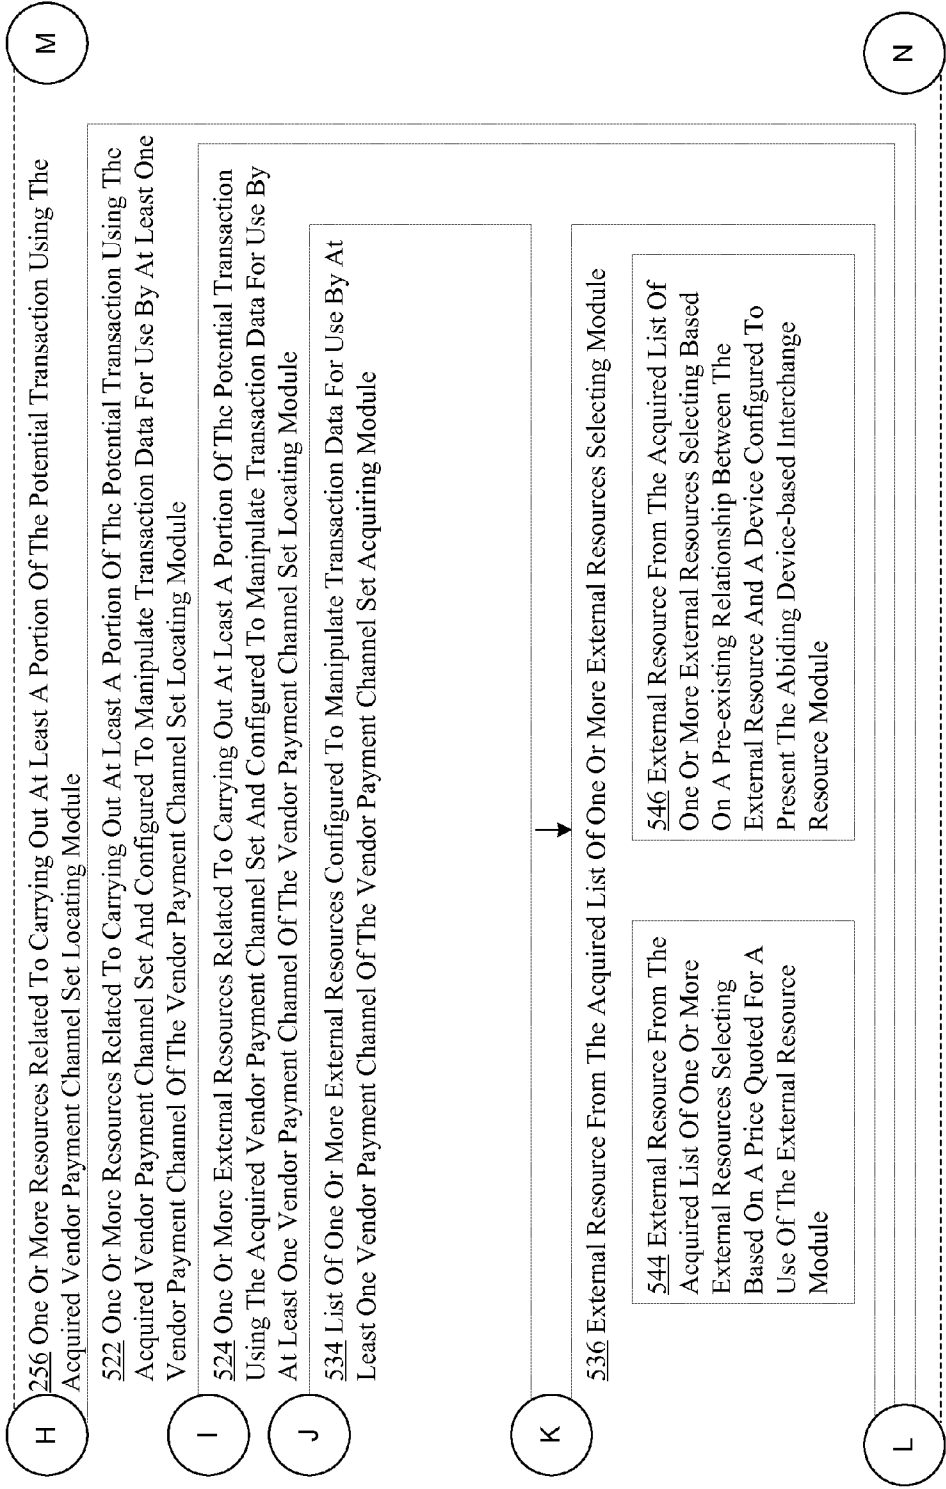 M
N
256 One Or More Resources Related To Carrying Out At Least A Portion Of The Potential Transaction Using The
Acquired Vendor Payment Channel Set Locating Module
522 One Or More Resources Related To Carrying Out At Least A Portion Of The Potential Transaction Using The
Acquired Vendor Payment Channel Set And Configured To Manipulate Transaction Data For Use By At Least One
Vendor Payment Channel Of The Vendor Payment Channel Set Locating Module
524 One Or More External Resources Related To Carrying Out At Least A Portion Of The Potential Transaction
Using The Acquired Vendor Payment Channel Set And Configured To Manipulate Transaction Data For Use By
At Least One Vendor Payment Channel Of The Vendor Payment Channel Set Locating Module
534 List Of One Or More External Resources Configured To Manipulate Transaction Data For Use By At
Least One Vendor Payment Channel Of The Vendor Payment Channel Set Acquiring Module
536 External Resource From The Acquired List Of One Or More External Resources Selecting Module
544 External Resource From The
Acquired List Of One Or More
External Resources Selecting
Based On A Price Quoted For A
Use Of The External Resource
Module
546 External Resource From The Acquired List Of
One Or More External Resources Selecting Based
On A Pre-existing Relationship Between The
External Resource And A Device Configured To
Present The Abiding Device-based Interchange
Resource Module
H
I
J
K
L